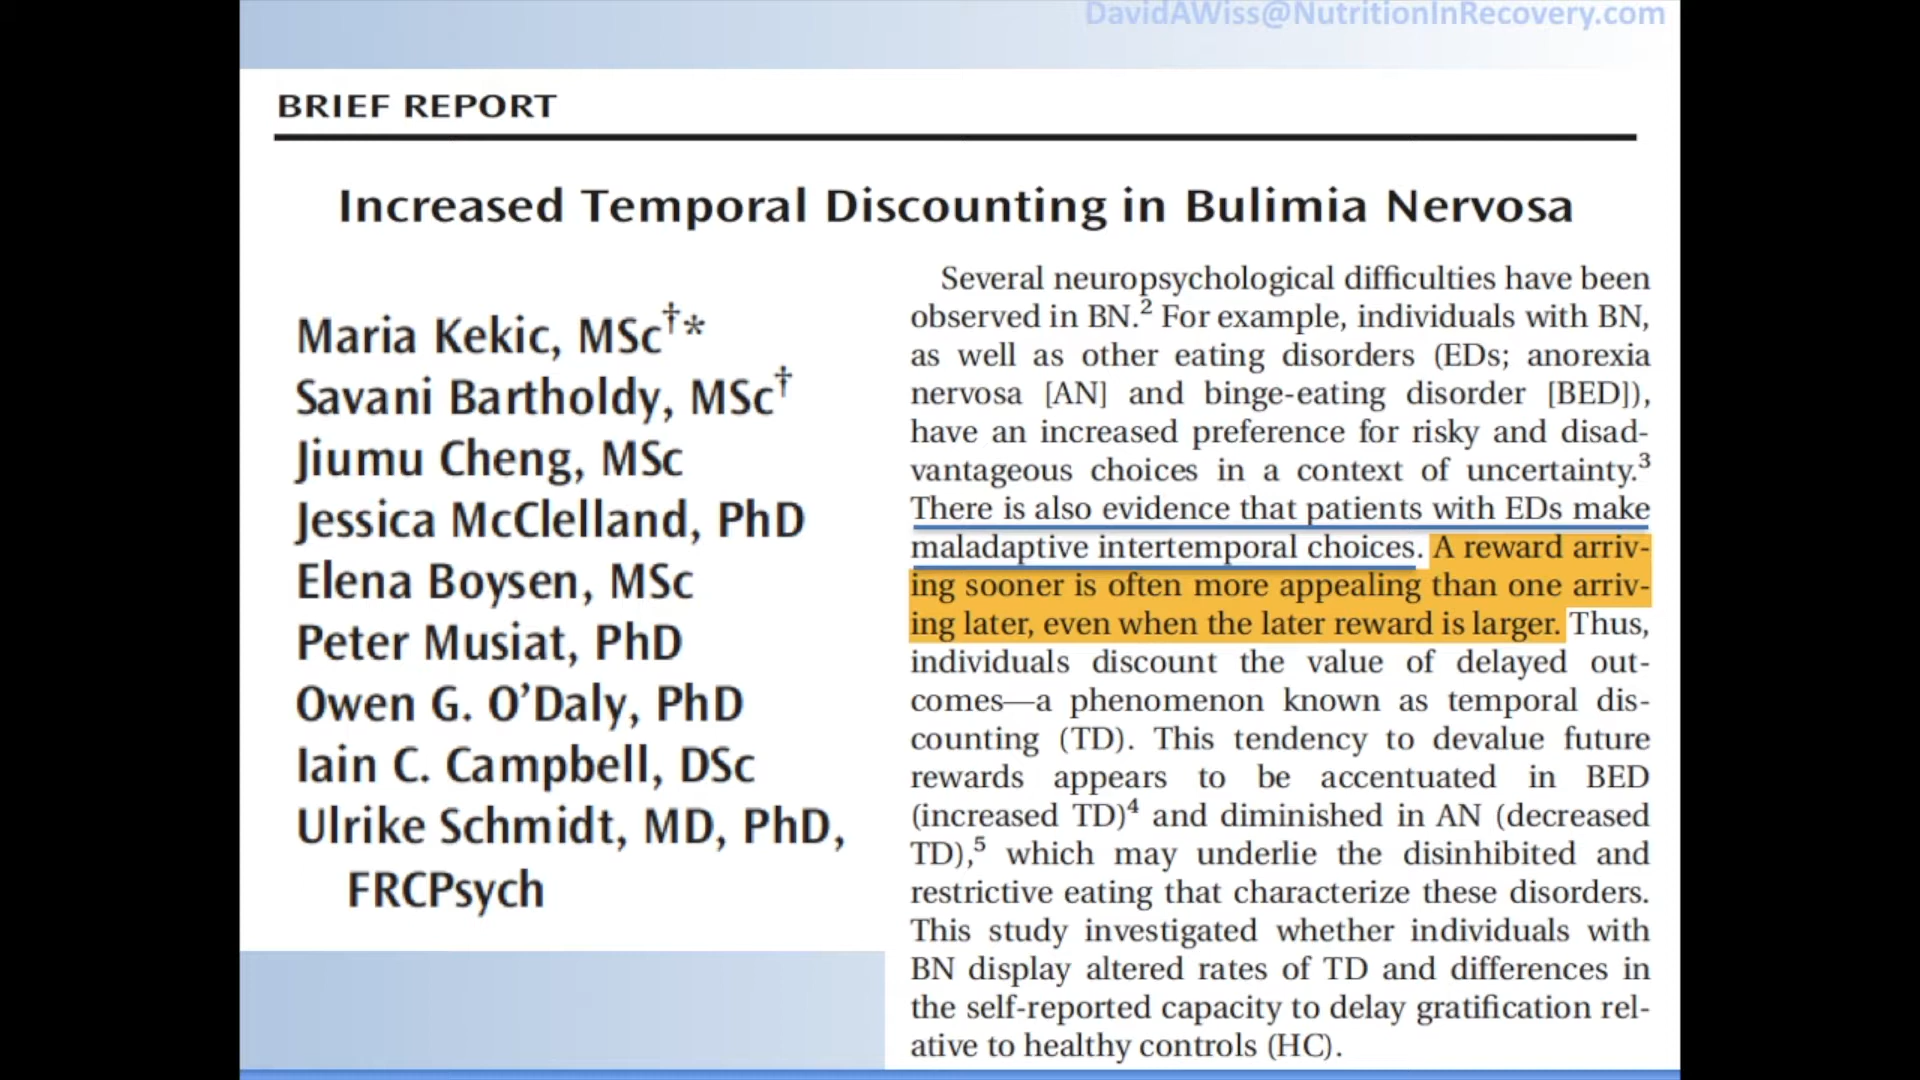 DavidAWiss@NutritionInRecovery.com
BRIEF REPORT
Increased Temporal Discounting in Bulimia Nervosa
Maria Kekic, MSc†*
Savani Bartholdy, MSc†
Jiumu Cheng, MSc
Jessica McClelland, PhD
Elena Boysen, MSc
Peter Musiat, PhD
Owen G. O’Daly, PhD
Iain C. Campbell, DSc
Ulrike Schmidt, MD, PhD,
FRCPsych
Several neuropsychological difficulties have been
observed in BN.2 For example, individuals with BN,
as well as other eating disorders (EDs; anorexia
nervosa [AN] and binge-eating disorder [BED]),
have an increased preference for risky and disad-
vantageous choices in a context of uncertainty.3
There is also evidence that patients with EDs make
maladaptive intertemporal choices. A reward arriv-
ing sooner is often more appealing than one arriv-
ing later, even when the later reward is larger. Thus,
individuals discount the value of delayed out-
comes—a phenomenon known as temporal dis-
counting (TD). This tendency to devalue future
rewards appears to be accentuated in BED
(increased TD)4 and diminished in AN (decreased
TD),5 which may underlie the disinhibited and
restrictive eating that characterize these disorders.
This study investigated whether individuals with
BN display altered rates of TD and differences in
the self-reported capacity to delay gratification rel-
ative to healthy controls (HC).